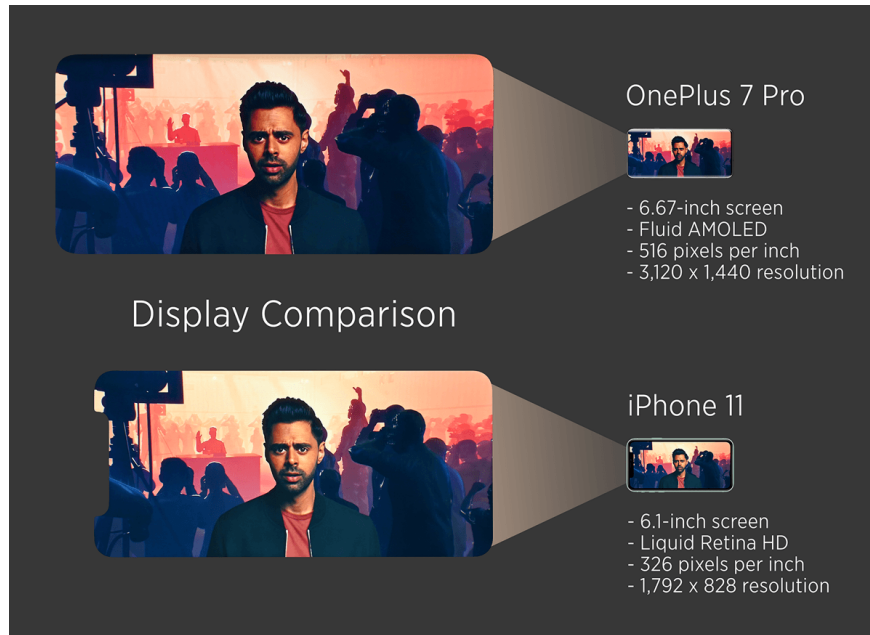 OnePlus 7 Pro
- 6.67-inch screen
- Fluid AMOLED
- 516 pixels per inch
- 3,120 x 1,440 resolution
Display Comparison
iPhone 11
- 6.1-inch screen
- Liquid Retina HD
- 326 pixels per inch
- 1,792 x 828 resolution